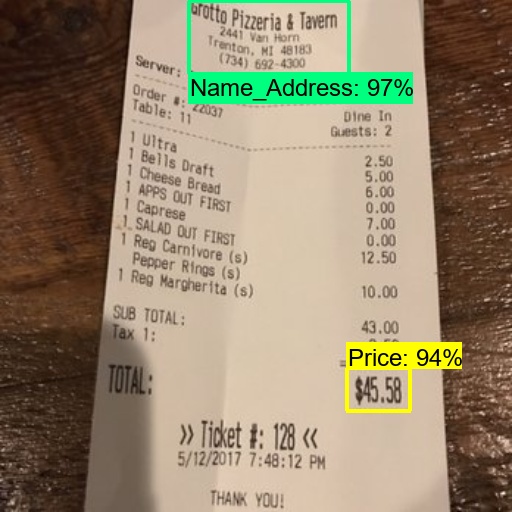 Grotto Pizzeria & Tavern
2441 Van Horn
Trenton, MI 48183
(734) 692-4300
Server:
Name_Address: 97%
Order #: 22037 Dine In
Table: 11 Guests: 2
1 Ultra 2.50
1 Bells Draft 5.00
1 Cheese Bread 6.00
1 APPS OUT FIRST 0.00
1 Caprese 7.00
1 SALAD OUT FIRST 0.00
1 Reg Carnivore (s) 12.50
Pepper Rings (s)
1 Reg Margherita (s) 10.00
SUB TOTAL: 43.00
Tax 1:
Price: 94%
TOTAL: $45.58
>> Ticket #: 128 <<
5/12/2017 7:48:12 PM
THANK YOU!